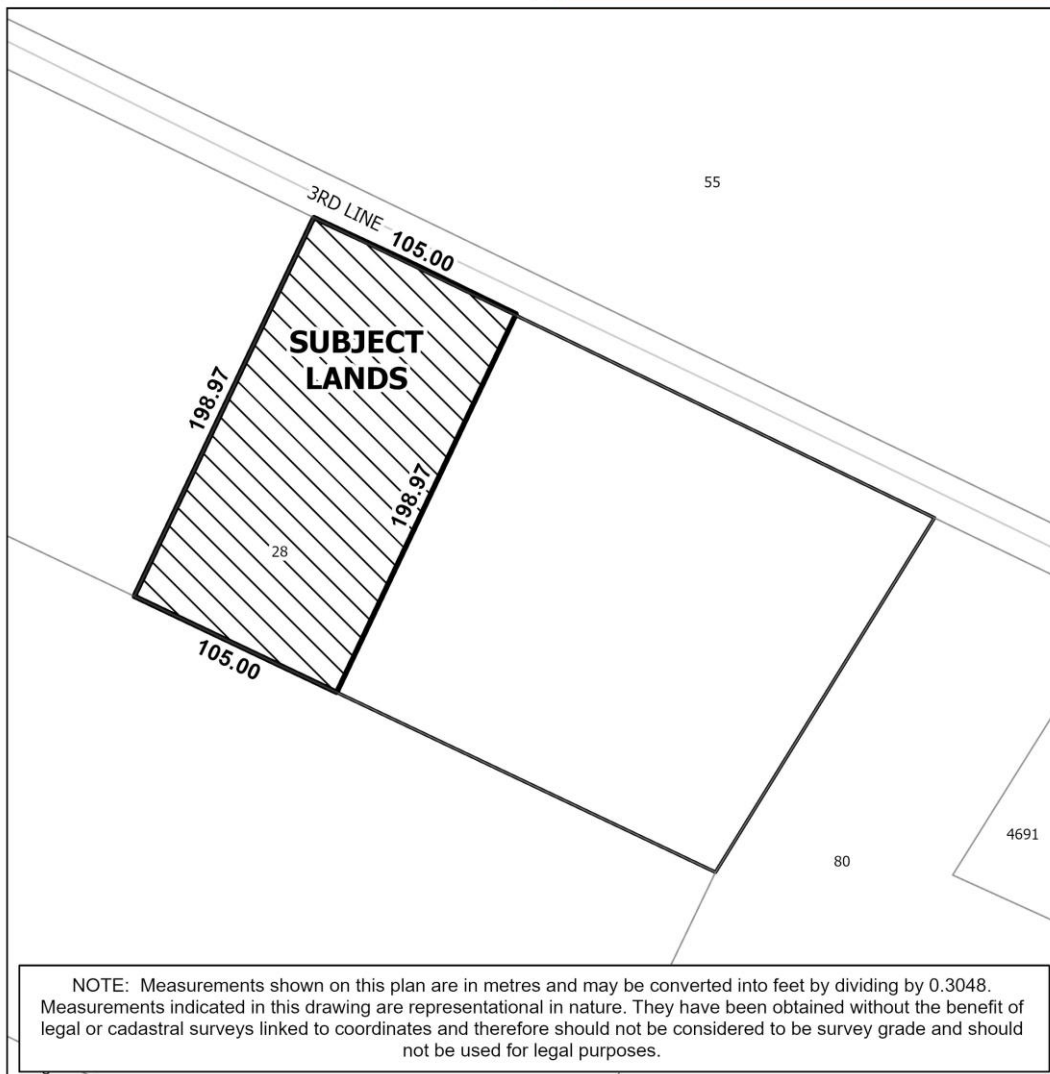 55
3RD LINE
105.00
SUBJECT
LANDS
198.97
198.97
28
105.00
4691
80
NOTE: Measurements shown on this plan are in metres and may be converted into feet by dividing by 0.3048.
Measurements indicated in this drawing are representational in nature. They have been obtained without the benefit of
legal or cadastral surveys linked to coordinates and therefore should not be considered to be survey grade and should
not be used for legal purposes.